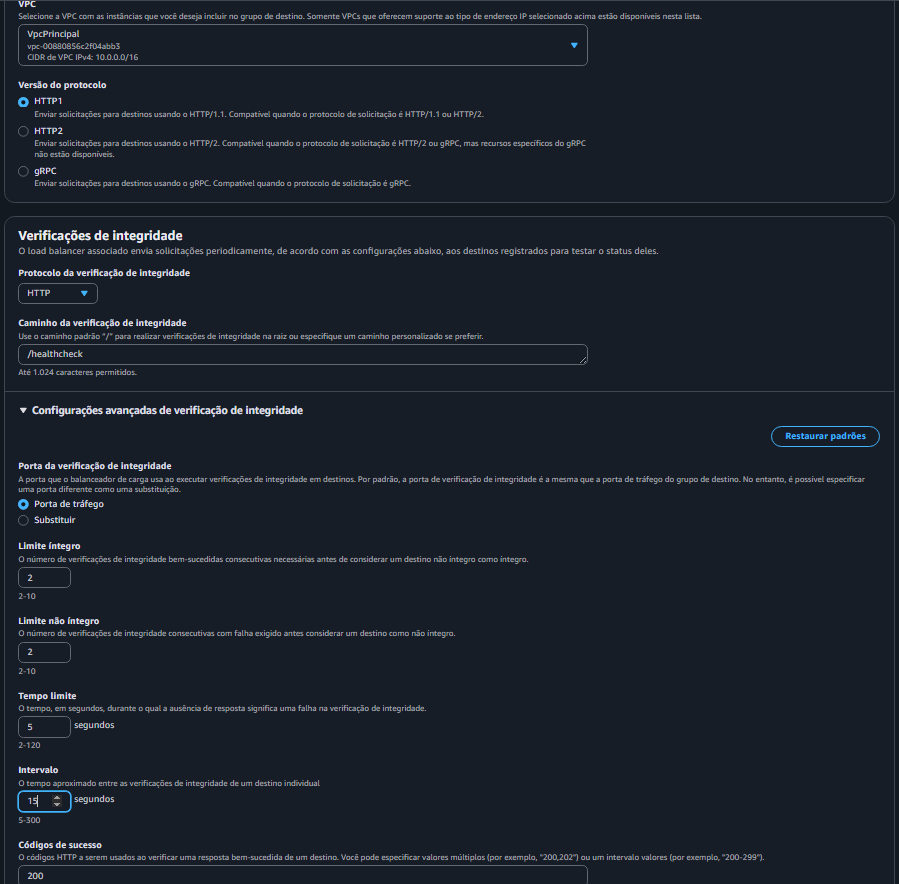 VPC
Selecione a VPC com as instâncias que você deseja incluir no grupo de destino. Somente VPCs que oferecem suporte ao tipo de endereço IP selecionado acima estão disponíveis nesta lista.
VpcPrincipal
vpc-00880856c2f04abb3
CIDR de VPC IPv4: 10.0.0.0/16
Versão do protocolo
HTTP1
Enviar solicitações para destinos usando o HTTP/1.1. Compatível quando o protocolo de solicitação é HTTP/1.1 ou HTTP/2.
HTTP2
Enviar solicitações para destinos usando o HTTP/2. Compatível quando o protocolo de solicitação é HTTP/2 ou gRPC, mas recursos específicos do gRPC
não estão disponíveis.
gRPC
Enviar solicitações para destinos usando o gRPC. Compatível quando o protocolo de solicitação é gRPC.
Verificações de integridade
O load balancer associado envia solicitações periodicamente, de acordo com as configurações abaixo, aos destinos registrados para testar o status deles.
Protocolo da verificação de integridade
HTTP
Caminho da verificação de integridade
Use o caminho padrão "/" para realizar verificações de integridade na raiz ou especifique um caminho personalizado se preferir.
/healthcheck
Até 1.024 caracteres permitidos.
Configurações avançadas de verificação de integridade
Restaurar padrões
Porta da verificação de integridade
A porta que o balanceador de carga usa ao executar verificações de integridade em destinos. Por padrão, a porta de verificação de integridade é a mesma que a porta de tráfego do grupo de destino. No entanto, é possível especificar
uma porta diferente como uma substituição.
Porta de tráfego
Substituir
Limite íntegro
O número de verificações de integridade bem-sucedidas consecutivas necessárias antes de considerar um destino não íntegro como íntegro.
2
2-10
Limite não íntegro
O número de verificações de integridade consecutivas com falha exigido antes considerar um destino como não íntegro.
2
2-10
Tempo limite
O tempo, em segundos, durante o qual a ausência de resposta significa uma falha na verificação de integridade.
5 segundos
2-120
Intervalo
O tempo aproximado entre as verificações de integridade de um destino individual
15 segundos
5-300
Códigos de sucesso
O códigos HTTP a serem usados ao verificar uma resposta bem-sucedida de um destino. Você pode especificar valores múltiplos (por exemplo, "200,202") ou um intervalo valores (por exemplo, "200-299").
200